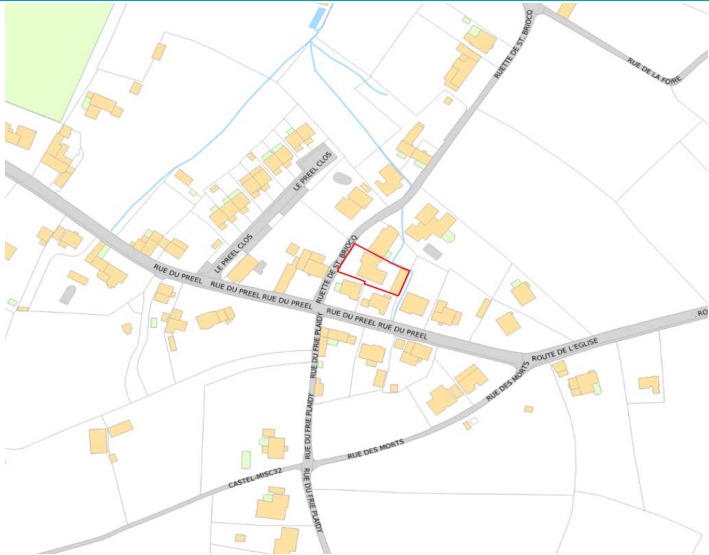 RUETTE DE ST. BRIOCQ
RUE DE LA FOIRE
LE PREEL CLOS
LE PREEL CLOS
RUETTE DE ST. BRIOCQ
RUE DU PREEL
RUE DU PREEL RUE DU PREEL
RUE DU PREEL RUE DU PREEL
RO
ROUTE DE L'EGLISE
RUE DU FRIE PLAIDY
RUE DES MORTS
RUE DU FRIE PLAIDY
RUE DES MORTS
CASTEL-MISC32
RUE DU FRIE PLAIDY